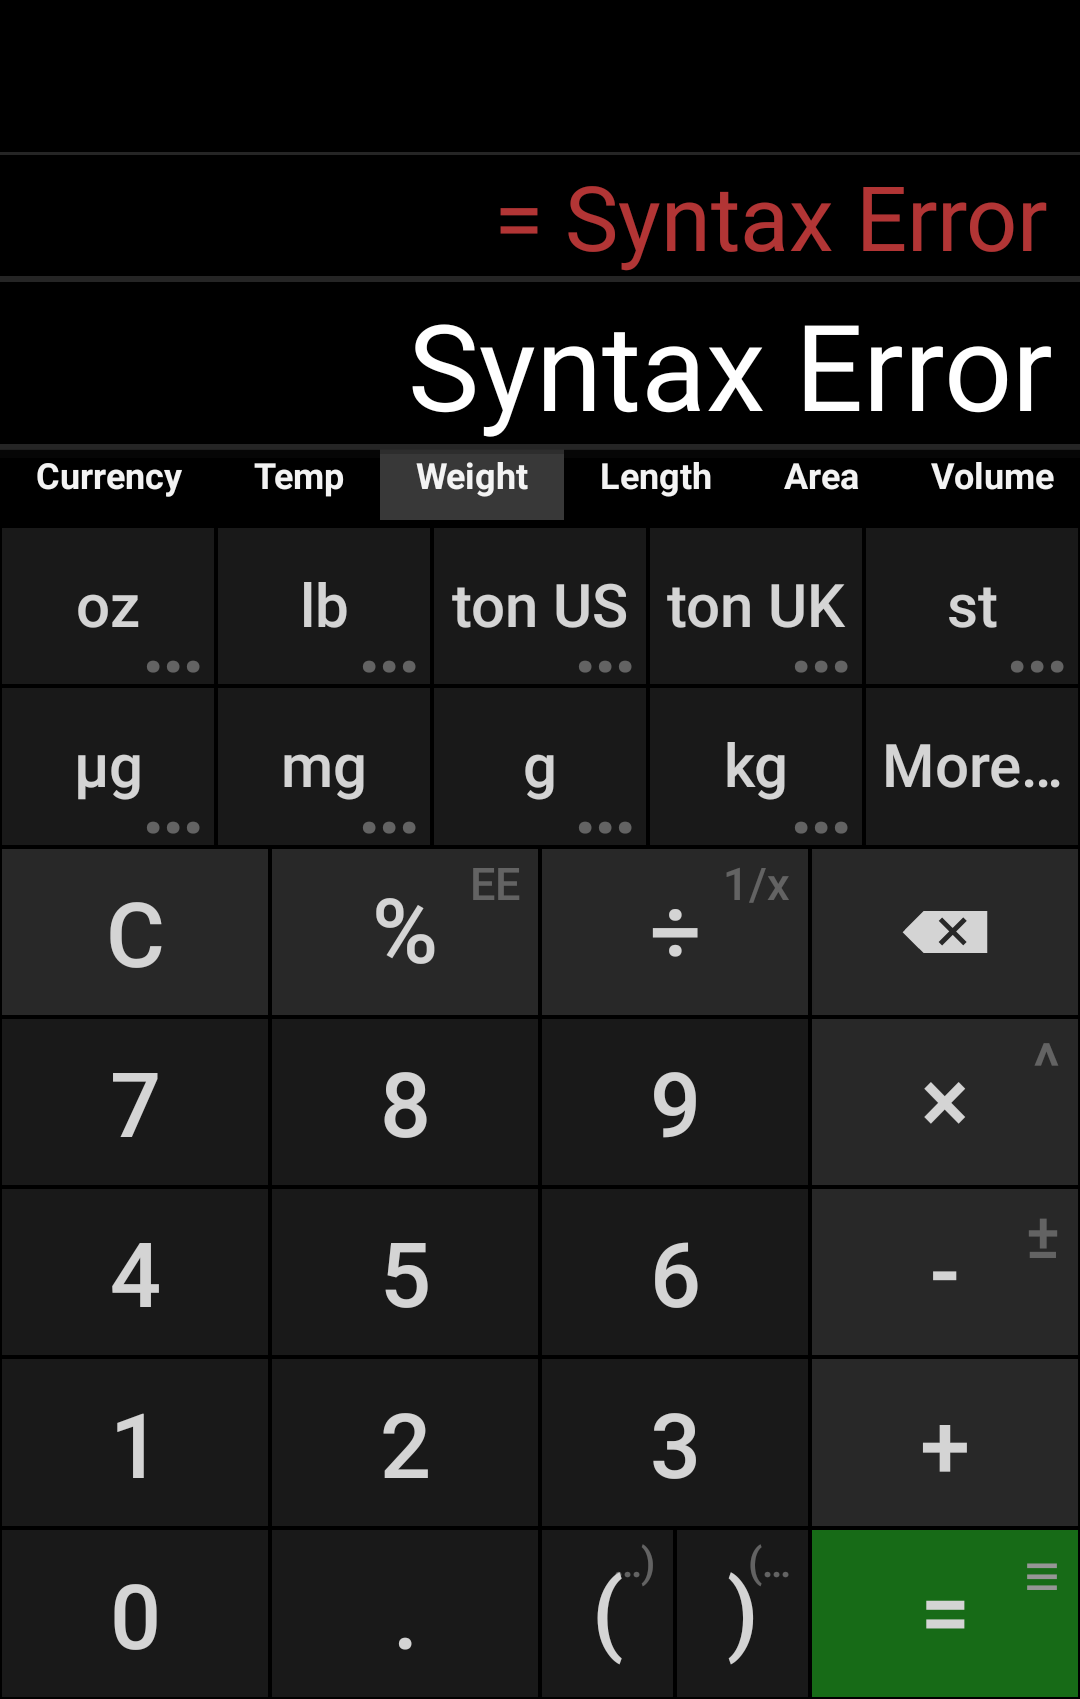 = Syntax Error
Syntax Error
Currency Temp Weight Length Area Volume
oz lb ton US ton UK st
µg mg g kg More...
C % EE ÷ 1/x
7 8 9 × ^
4 5 6 - ±
1 2 3 +
0 . ( ..) ) (... = ≡